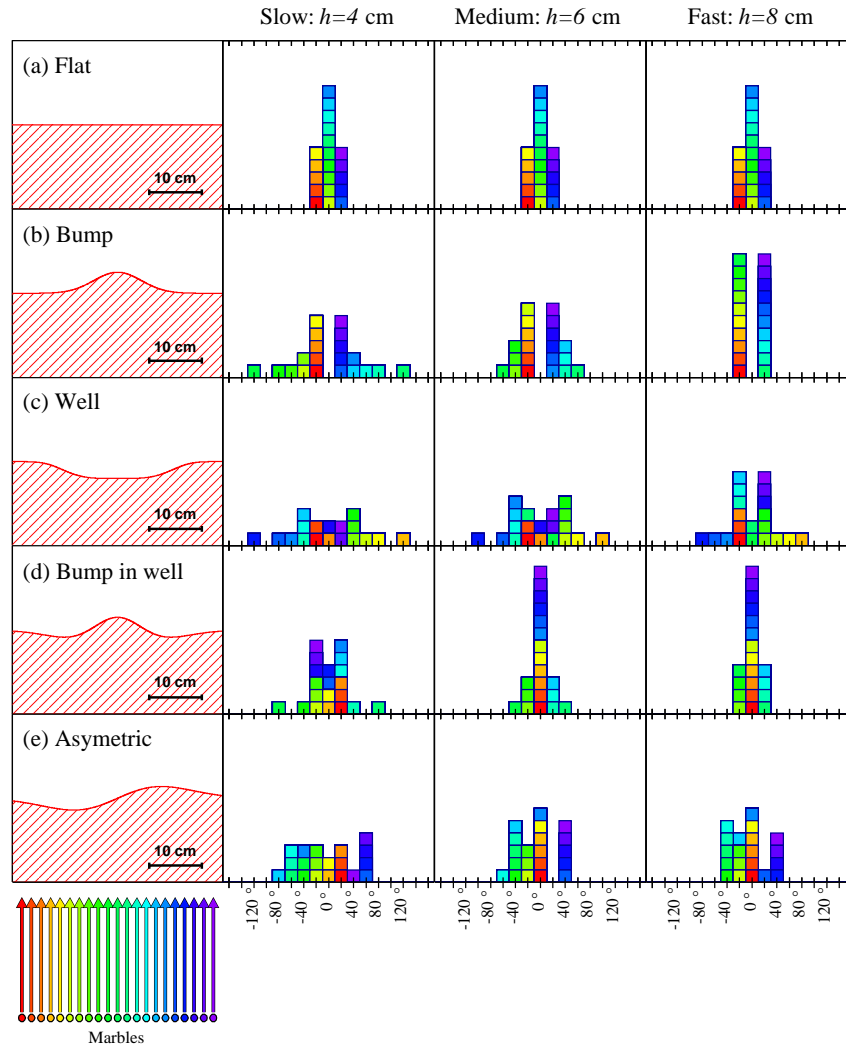 Slow: h=4 cm Medium: h=6 cm Fast: h=8 cm
(a) Flat
10 cm
(b) Bump
10 cm
(c) Well
10 cm
(d) Bump in well
10 cm
(e) Asymetric
10 cm
-120° -80° -40° 0° 40° 80° 120° -120° -80° -40° 0° 40° 80° 120° -120° -80° -40° 0° 40° 80° 120°
Marbles